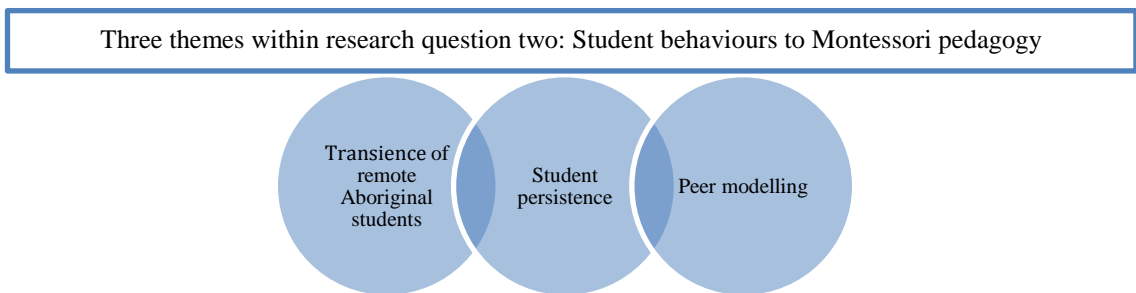 Three themes within research question two: Student behaviours to Montessori pedagogy
Transience of
remote
Aboriginal
students
Student
persistence
Peer modelling